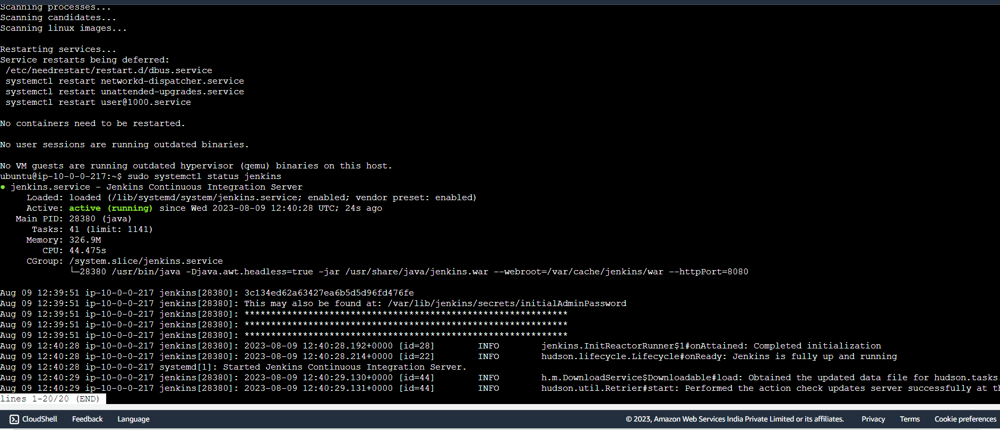 Scanning processes...
Scanning candidates...
Scanning linux images...
Restarting services...
Service restarts being deferred:
/etc/needrestart/restart.d/dbus.service
systemctl restart networkd-dispatcher.service
systemctl restart unattended-upgrades.service
systemctl restart user@1000.service
No containers need to be restarted.
No user sessions are running outdated binaries.
No VM guests are running outdated hypervisor (qemu) binaries on this host.
ubuntu@ip-10-0-0-217:~$ sudo systemctl status jenkins
● jenkins.service - Jenkins Continuous Integration Server
Loaded: loaded (/lib/systemd/system/jenkins.service; enabled; vendor preset: enabled)
Active: active (running) since Wed 2023-08-09 12:40:28 UTC; 24s ago
Main PID: 28380 (java)
Tasks: 41 (limit: 1141)
Memory: 326.9M
CPU: 44.475s
CGroup: /system.slice/jenkins.service
└─28380 /usr/bin/java -Djava.awt.headless=true -jar /usr/share/java/jenkins.war --webroot=/var/cache/jenkins/war --httpPort=8080
Aug 09 12:39:51 ip-10-0-0-217 jenkins[28380]: 3c134ed62a63427ea6b5d5d96fd476fe
Aug 09 12:39:51 ip-10-0-0-217 jenkins[28380]: This may also be found at: /var/lib/jenkins/secrets/initialAdminPassword
Aug 09 12:39:51 ip-10-0-0-217 jenkins[28380]: *************************************************************
Aug 09 12:39:51 ip-10-0-0-217 jenkins[28380]: *************************************************************
Aug 09 12:39:51 ip-10-0-0-217 jenkins[28380]: *************************************************************
Aug 09 12:40:28 ip-10-0-0-217 jenkins[28380]: 2023-08-09 12:40:28.192+0000 [id=28] INFO jenkins.InitReactorRunner$1#onAttained: Completed initialization
Aug 09 12:40:28 ip-10-0-0-217 jenkins[28380]: 2023-08-09 12:40:28.214+0000 [id=22] INFO hudson.lifecycle.Lifecycle#onReady: Jenkins is fully up and running
Aug 09 12:40:28 ip-10-0-0-217 systemd[1]: Started Jenkins Continuous Integration Server.
Aug 09 12:40:29 ip-10-0-0-217 jenkins[28380]: 2023-08-09 12:40:29.130+0000 [id=44] INFO h.m.DownloadService$Downloadable#load: Obtained the updated data file for hudson.tasks.
Aug 09 12:40:29 ip-10-0-0-217 jenkins[28380]: 2023-08-09 12:40:29.131+0000 [id=44] INFO hudson.util.Retrier#start: Performed the action check updates server successfully at
lines 1-20/20 (END)
CloudShell Feedback Language © 2023, Amazon Web Services India Private Limited or its affiliates. Privacy Terms Cookie preferences